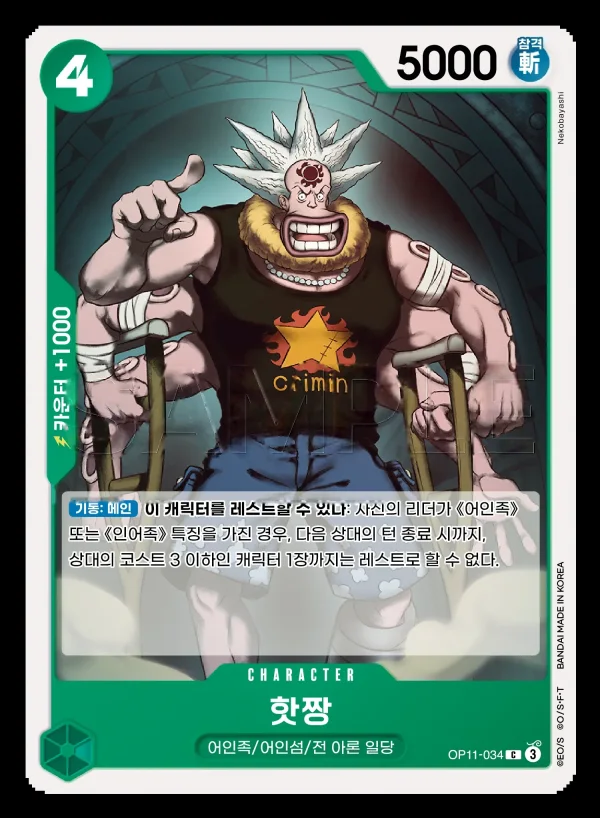 4
5000
참격
斬
Nekobayashi
카운터 +1000
crimin
SAMPLE
기동: 메인 이 캐릭터를 레스트할 수 있다: 자신의 리더가 《어인족》
또는 《인어족》 특징을 가진 경우, 다음 상대의 턴 종료 시까지,
상대의 코스트 3 이하인 캐릭터 1장까지는 레스트로 할 수 없다.
CHARACTER
핫짱
어인족/어인섬/전 아론 일당
OP11-034 C 3
©EO/S ©O/S·F·T BANDAI MADE IN KOREA